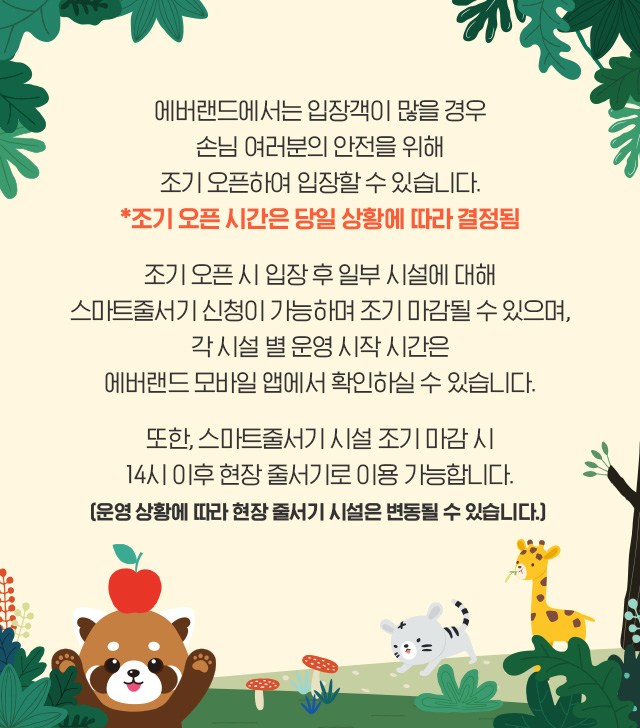 에버랜드에서는 입장객이 많을 경우
손님 여러분의 안전을 위해
조기 오픈하여 입장할 수 있습니다.
*조기 오픈 시간은 당일 상황에 따라 결정됨
조기 오픈 시 입장 후 일부 시설에 대해
스마트줄서기 신청이 가능하며 조기 마감될 수 있으며,
각 시설 별 운영 시작 시간은
에버랜드 모바일 앱에서 확인하실 수 있습니다.
또한, 스마트줄서기 시설 조기 마감 시
14시 이후 현장 줄서기로 이용 가능합니다.
(운영 상황에 따라 현장 줄서기 시설은 변동될 수 있습니다.)